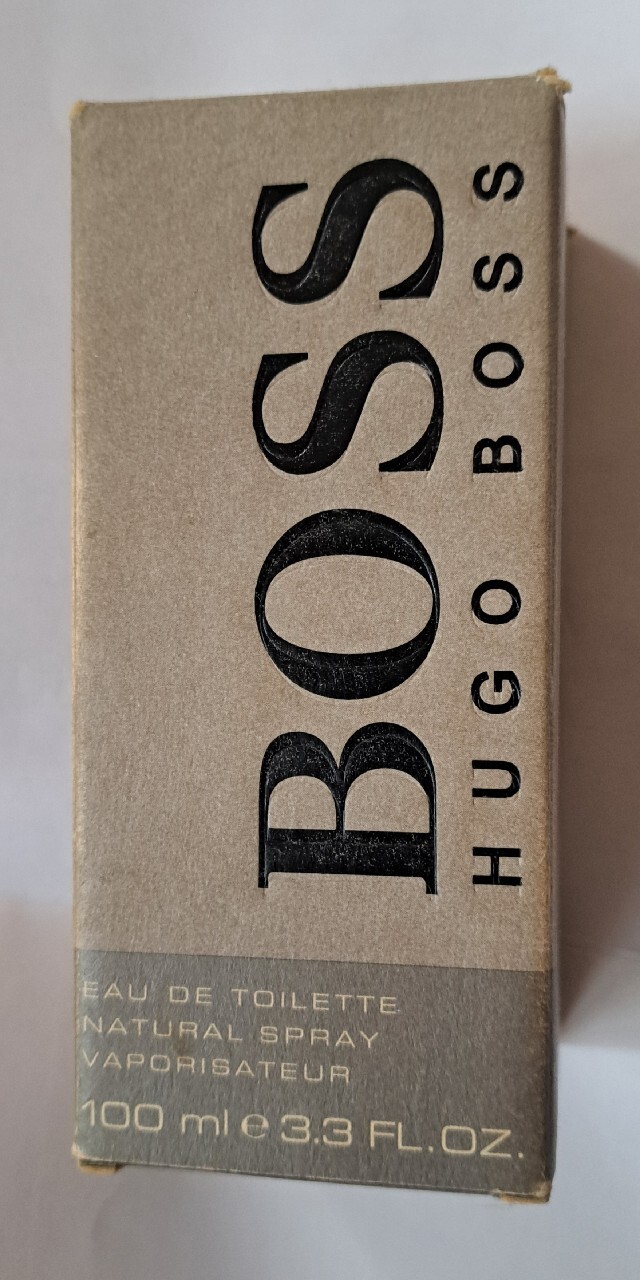 BOSS
HUGO BOSS
EAU DE TOILETTE
NATURAL SPRAY
VAPORISATEUR
100 ml e 3.3 FL.OZ.